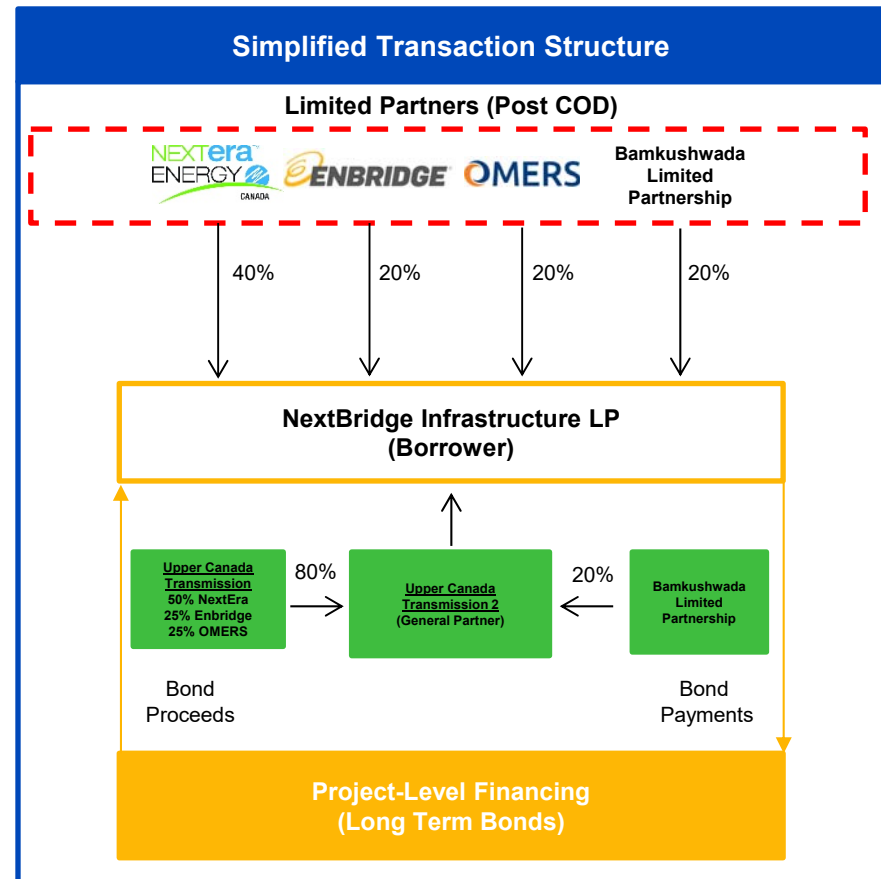 Simplified Transaction Structure
Limited Partners (Post COD)
NEXTera™
ENERGY
CANADA
ENBRIDGE
OMERS
Bamkushwada
Limited
Partnership
40%
20%
20%
20%
NextBridge Infrastructure LP
(Borrower)
Upper Canada
Transmission
50% NextEra
25% Enbridge
25% OMERS
80%
Upper Canada
Transmission 2
(General Partner)
20%
Bamkushwada
Limited
Partnership
Bond
Proceeds
Bond
Payments
Project-Level Financing
(Long Term Bonds)